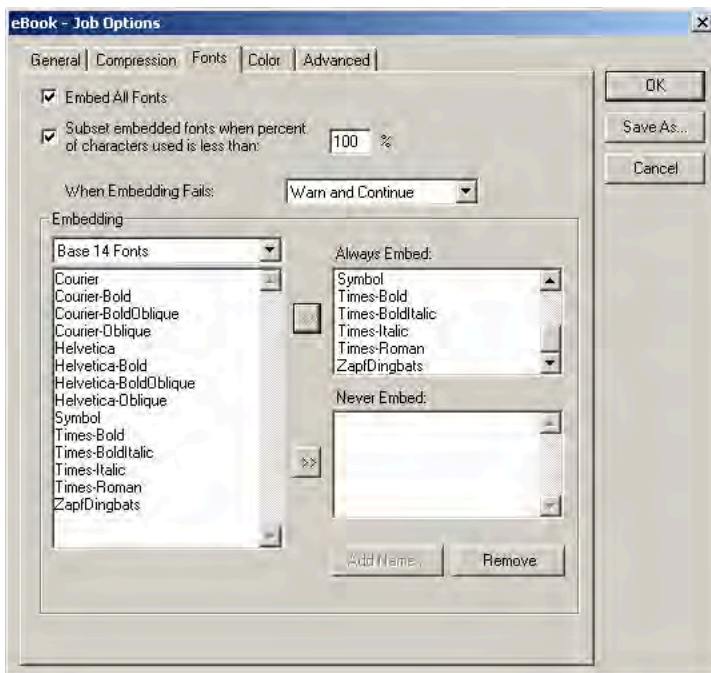 eBook - Job Options
General Compression Fonts Color Advanced
Embed All Fonts
Subset embedded fonts when percent
of characters used is less than: 100 %
When Embedding Fails: Warn and Continue
Embedding
Base 14 Fonts
Courier
Courier-Bold
Courier-BoldOblique
Courier-Oblique
Helvetica
Helvetica-Bold
Helvetica-BoldOblique
Helvetica-Oblique
Symbol
Times-Bold
Times-BoldItalic
Times-Italic
Times-Roman
ZapfDingbats
>>
>>
Always Embed:
Symbol
Times-Bold
Times-BoldItalic
Times-Italic
Times-Roman
ZapfDingbats
Never Embed:
Add Name...
Remove
OK
Save As...
Cancel